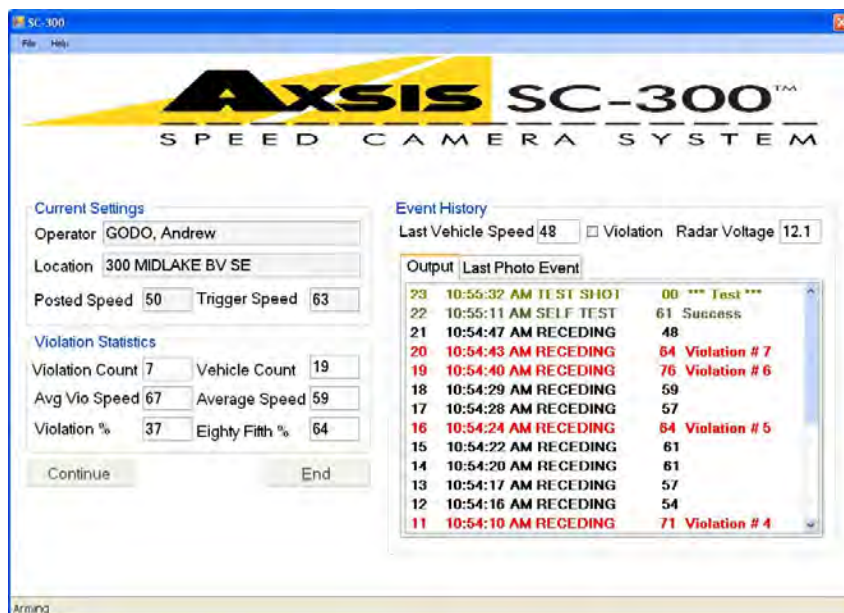 SC-300
File Help
AXSIS SC-300™
SPEED CAMERA SYSTEM
Current Settings
Operator GODO, Andrew
Location 300 MIDLAKE BV SE
Posted Speed 50 Trigger Speed 63
Violation Statistics
Violation Count 7 Vehicle Count 19
Avg Vio Speed 67 Average Speed 59
Violation % 37 Eighty Fifth % 64
Continue End
Event History
Last Vehicle Speed 48 Violation Radar Voltage 12.1
Output Last Photo Event
23 10:55:32 AM TEST SHOT 00 *** Test ***
22 10:55:11 AM SELF TEST 61 Success
21 10:54:47 AM RECEDING 48
20 10:54:43 AM RECEDING 64 Violation # 7
19 10:54:40 AM RECEDING 76 Violation # 6
18 10:54:29 AM RECEDING 59
17 10:54:28 AM RECEDING 57
16 10:54:24 AM RECEDING 64 Violation # 5
15 10:54:22 AM RECEDING 61
14 10:54:20 AM RECEDING 61
13 10:54:17 AM RECEDING 57
12 10:54:16 AM RECEDING 54
11 10:54:10 AM RECEDING 71 Violation # 4
Arming